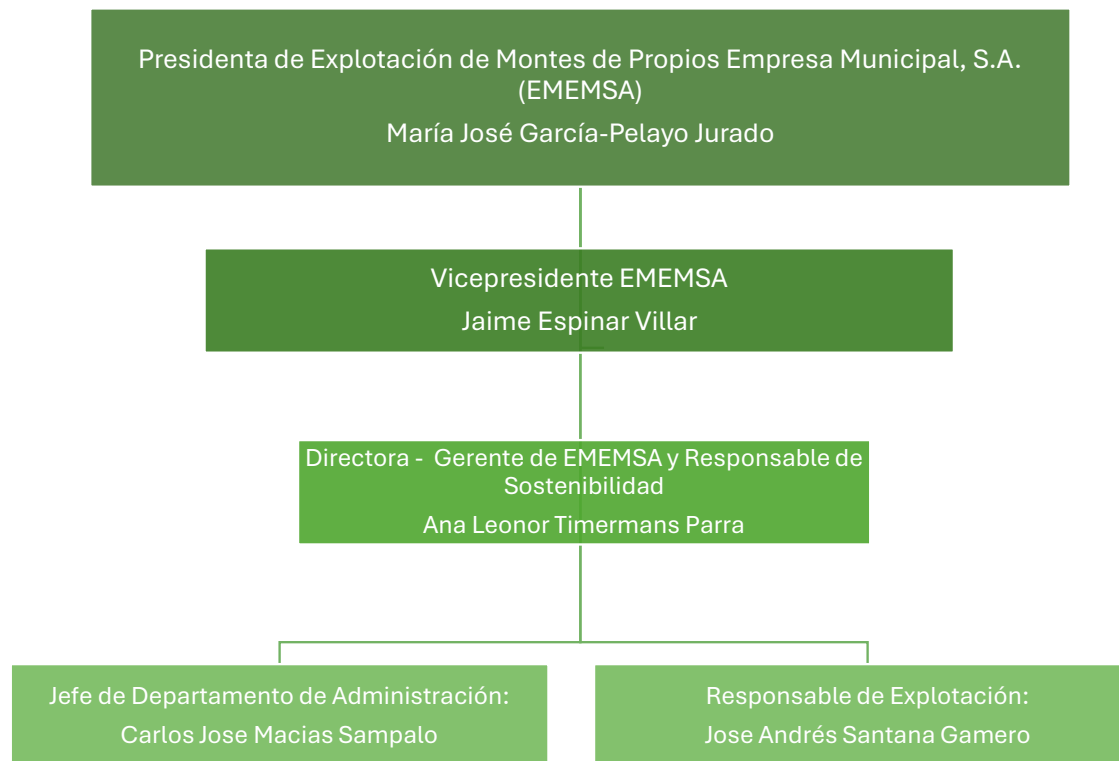 Presidenta de Explotación de Montes de Propios Empresa Municipal, S.A.
(EMEMSA)
María José García-Pelayo Jurado
Vicepresidente EMEMSA
Jaime Espinar Villar
Directora - Gerente de EMEMSA y Responsable de
Sostenibilidad
Ana Leonor Timermans Parra
Jefe de Departamento de Administración:
Carlos Jose Macias Sampalo
Responsable de Explotación:
Jose Andrés Santana Gamero